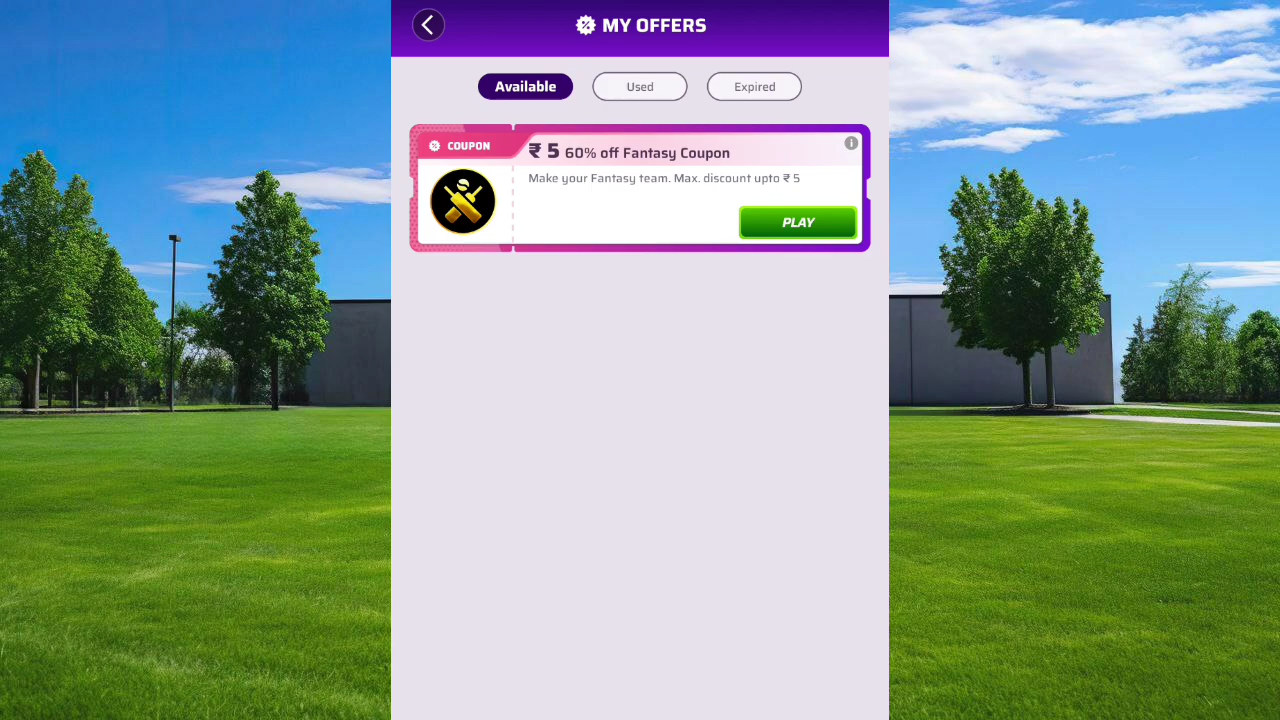 MY OFFERS
Available
Used
Expired
COUPON
₹ 5 60% off Fantasy Coupon
Make your Fantasy team. Max. discount upto ₹ 5
PLAY